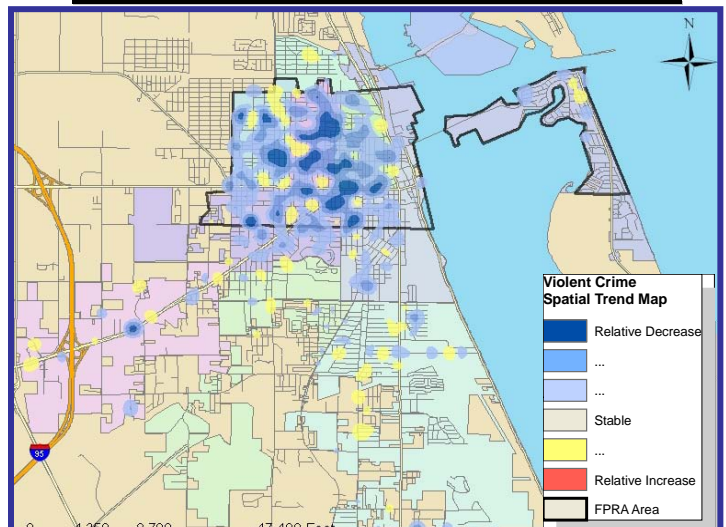 N
Violent Crime
Spatial Trend Map
Relative Decrease
...
...
Stable
...
Relative Increase
FPRA Area
95